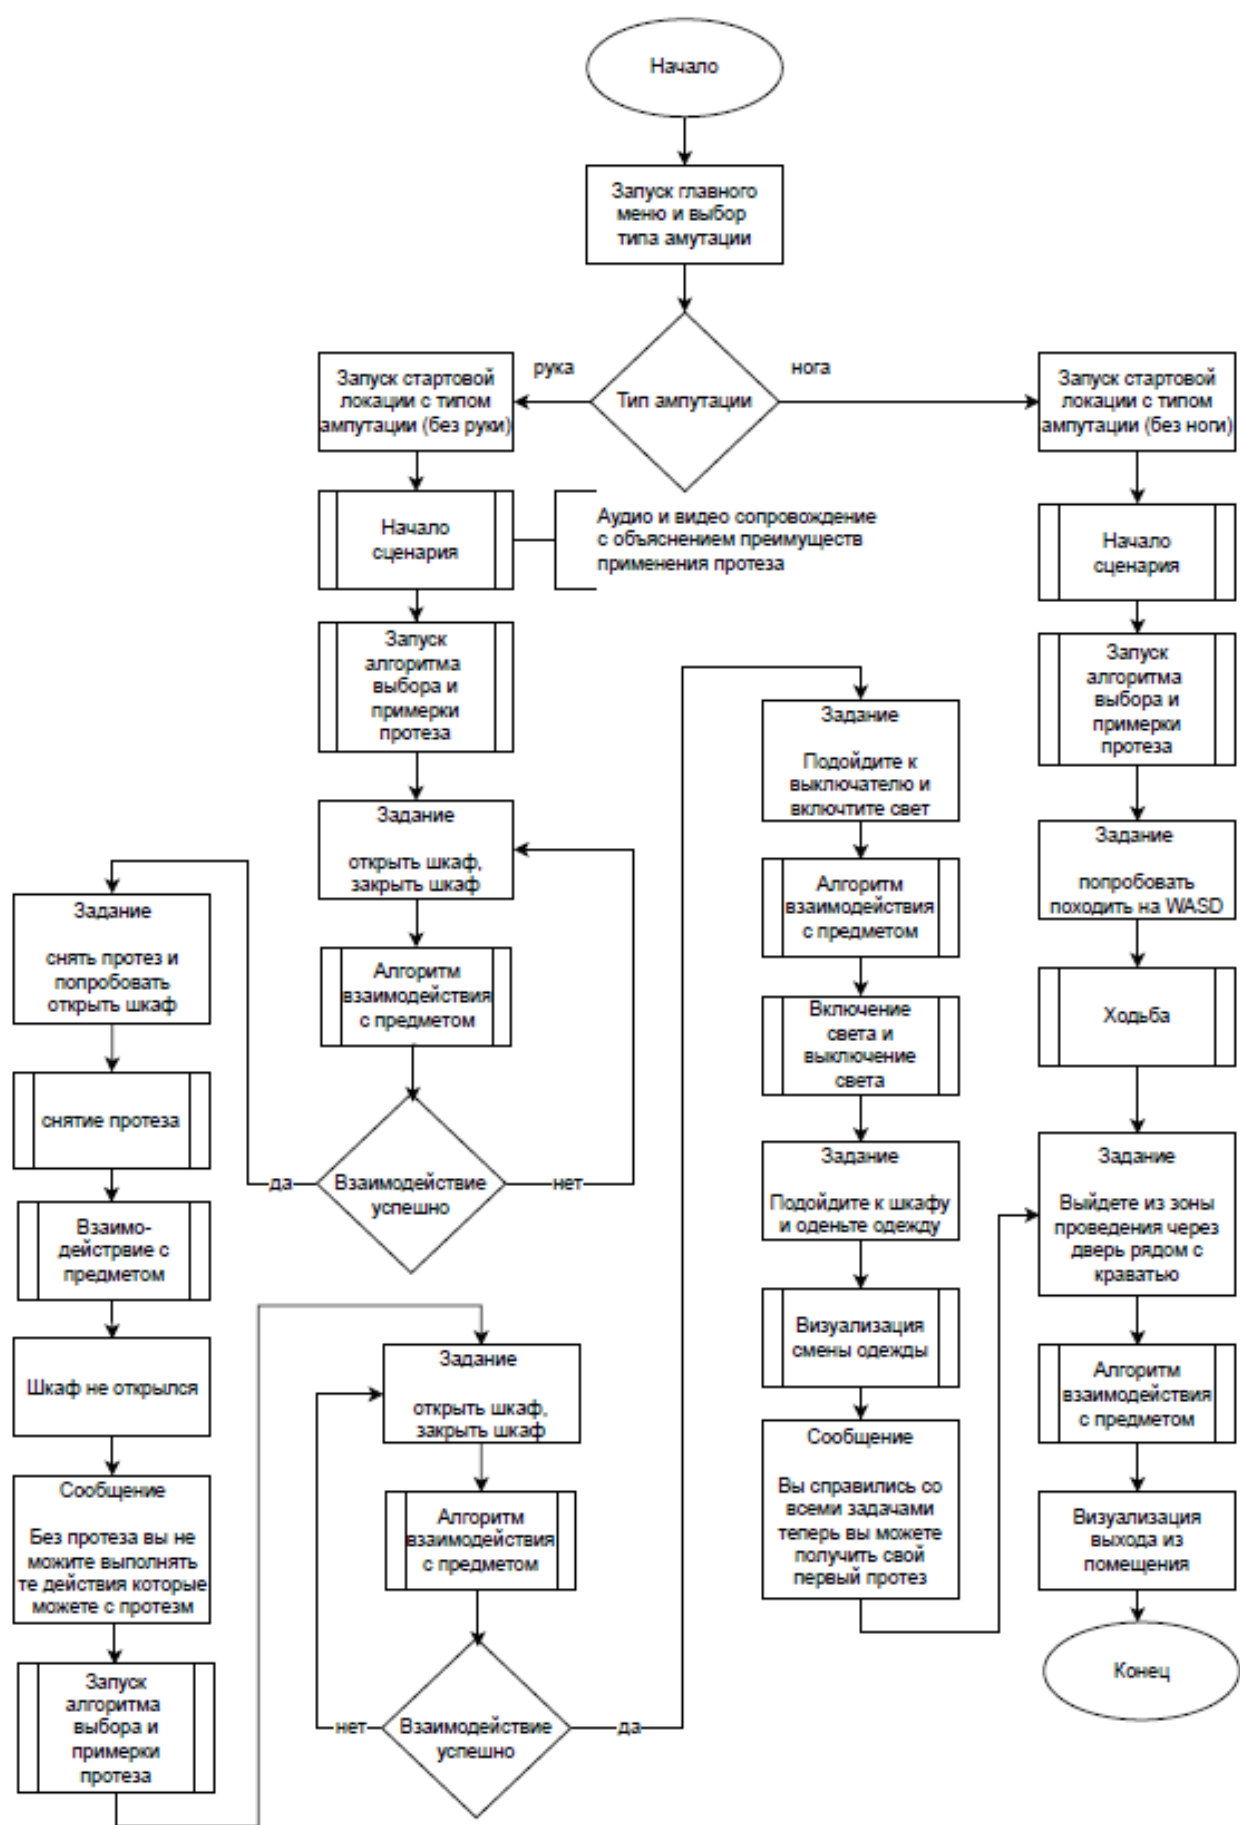 Начало
Запуск главного
меню и выбор
типа амутации
Тип ампутации
рука
нога
Запуск стартовой
локации с типом
ампутации (без руки)
Начало
сценария
Аудио и видео сопровождение
с объяснением преимуществ
применения протеза
Запуск
алгоритма
выбора и
примерки
протеза
Задание
открыть шкаф,
закрыть шкаф
Алгоритм
взаимодействия
с предметом
Взаимодействие
успешно
да
нет
Задание
снять протез и
попробовать
открыть шкаф
снятие протеза
Взаимо-
действрвие с
предметом
Шкаф не открылся
Сообщение
Без протеза вы не
можите выполнять
те действия которые
можете с протезм
Запуск
алгоритма
выбора и
примерки
протеза
Задание
открыть шкаф,
закрыть шкаф
Алгоритм
взаимодействия
с предметом
Взаимодействие
успешно
нет
да
Задание
Подойдите к
выключателю и
включтите свет
Алгоритм
взаимодействия
с предметом
Включение
света и
выключение
света
Задание
Подойдите к шкафу
и оденьте одежду
Визуализация
смены одежды
Сообщение
Вы справились со
всеми задачами
теперь вы можете
получить свой
первый протез
Запуск стартовой
локации с типом
ампутации (без ноги)
Начало
сценария
Запуск
алгоритма
выбора и
примерки
протеза
Задание
попробовать
походить на WASD
Ходьба
Задание
Выйдете из зоны
проведения через
дверь рядом с
краватью
Алгоритм
взаимодействия
с предметом
Визуализация
выхода из
помещения
Конец